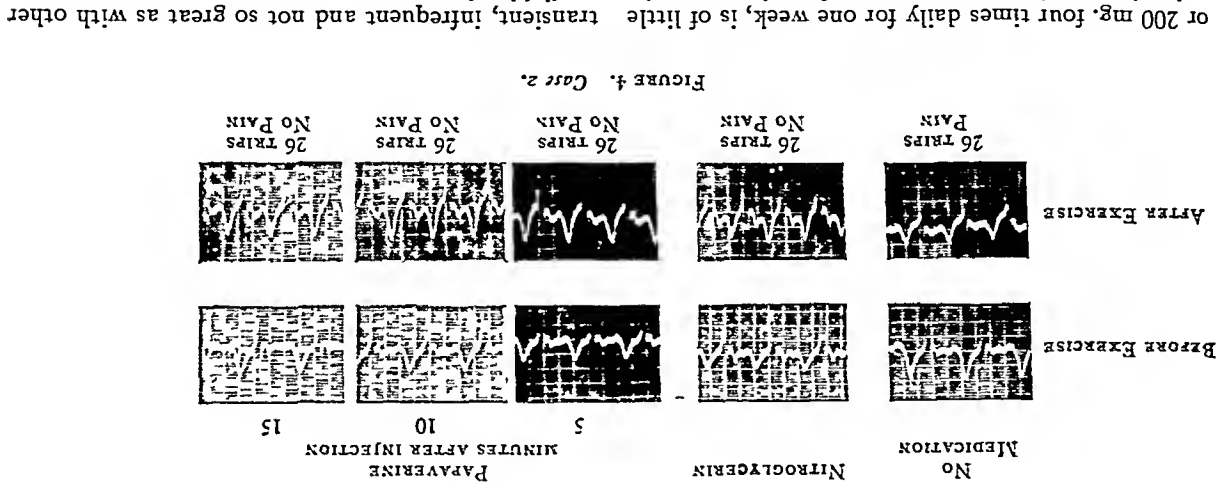 No
MEDICATION
NITROGLYCERIN
PAPAVERINE
MINUTES AFTER INJECTION
5 10 15
BEFORE EXERCISE
AFTER EXERCISE
26 TRIPS 26 TRIPS 26 TRIPS 26 TRIPS 26 TRIPS
PAIN NO PAIN NO PAIN NO PAIN NO PAIN
FIGURE 4. Case 2.
or 200 mg. four times daily for one week, is of little transient, infrequent and not so great as with other